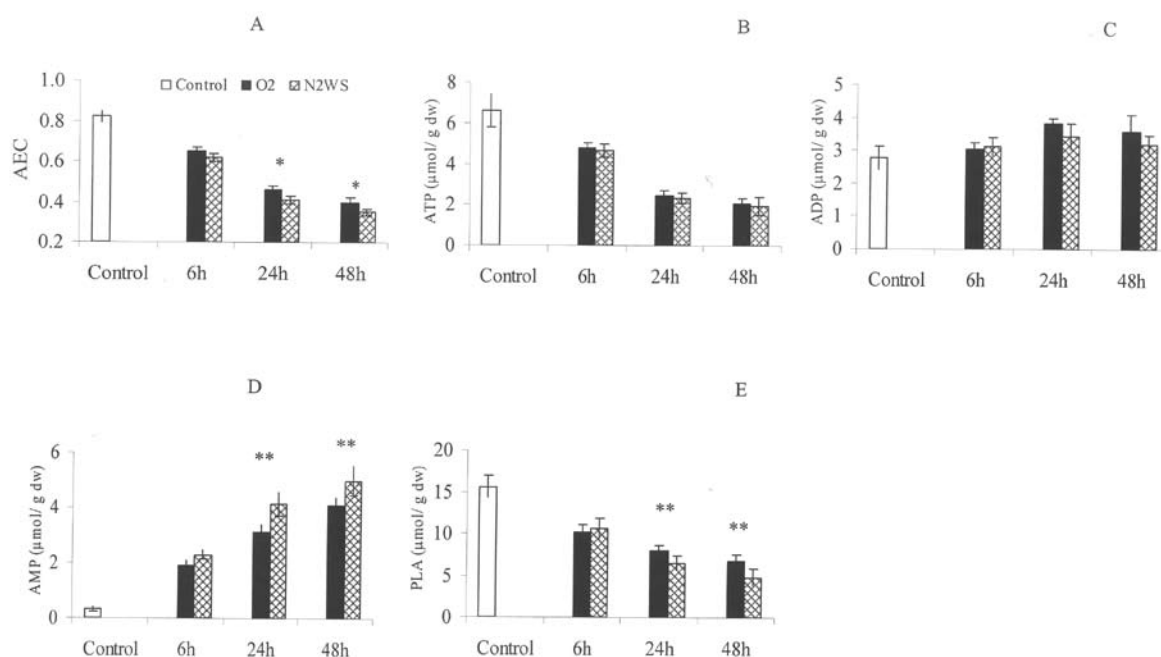 A
B
C
Control O2 N2WS
AEC
1.0
0.8
0.6
0.4
0.2
*
*
Control 6h 24h 48h
ATP (µmol/ g dw)
8
6
4
2
0
Control 6h 24h 48h
ADP (µmol/ g dw)
5
4
3
2
1
0
Control 6h 24h 48h
D
E
AMP (µmol/ g dw)
6
4
2
0
**
**
Control 6h 24h 48h
PLA (µmol/ g dw)
20
15
10
5
0
**
**
Control 6h 24h 48h